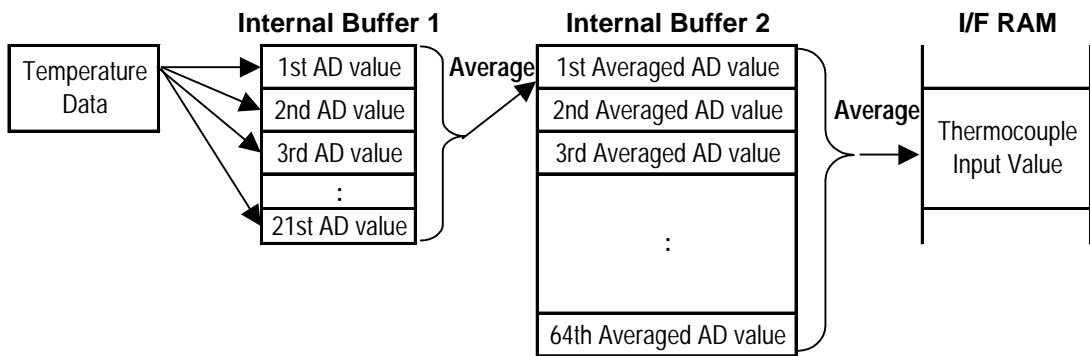 Internal Buffer 1
Internal Buffer 2
I/F RAM
Temperature
Data
1st AD value
2nd AD value
3rd AD value
:
21st AD value
Average
1st Averaged AD value
2nd Averaged AD value
3rd Averaged AD value
:
64th Averaged AD value
Average
Thermocouple
Input Value